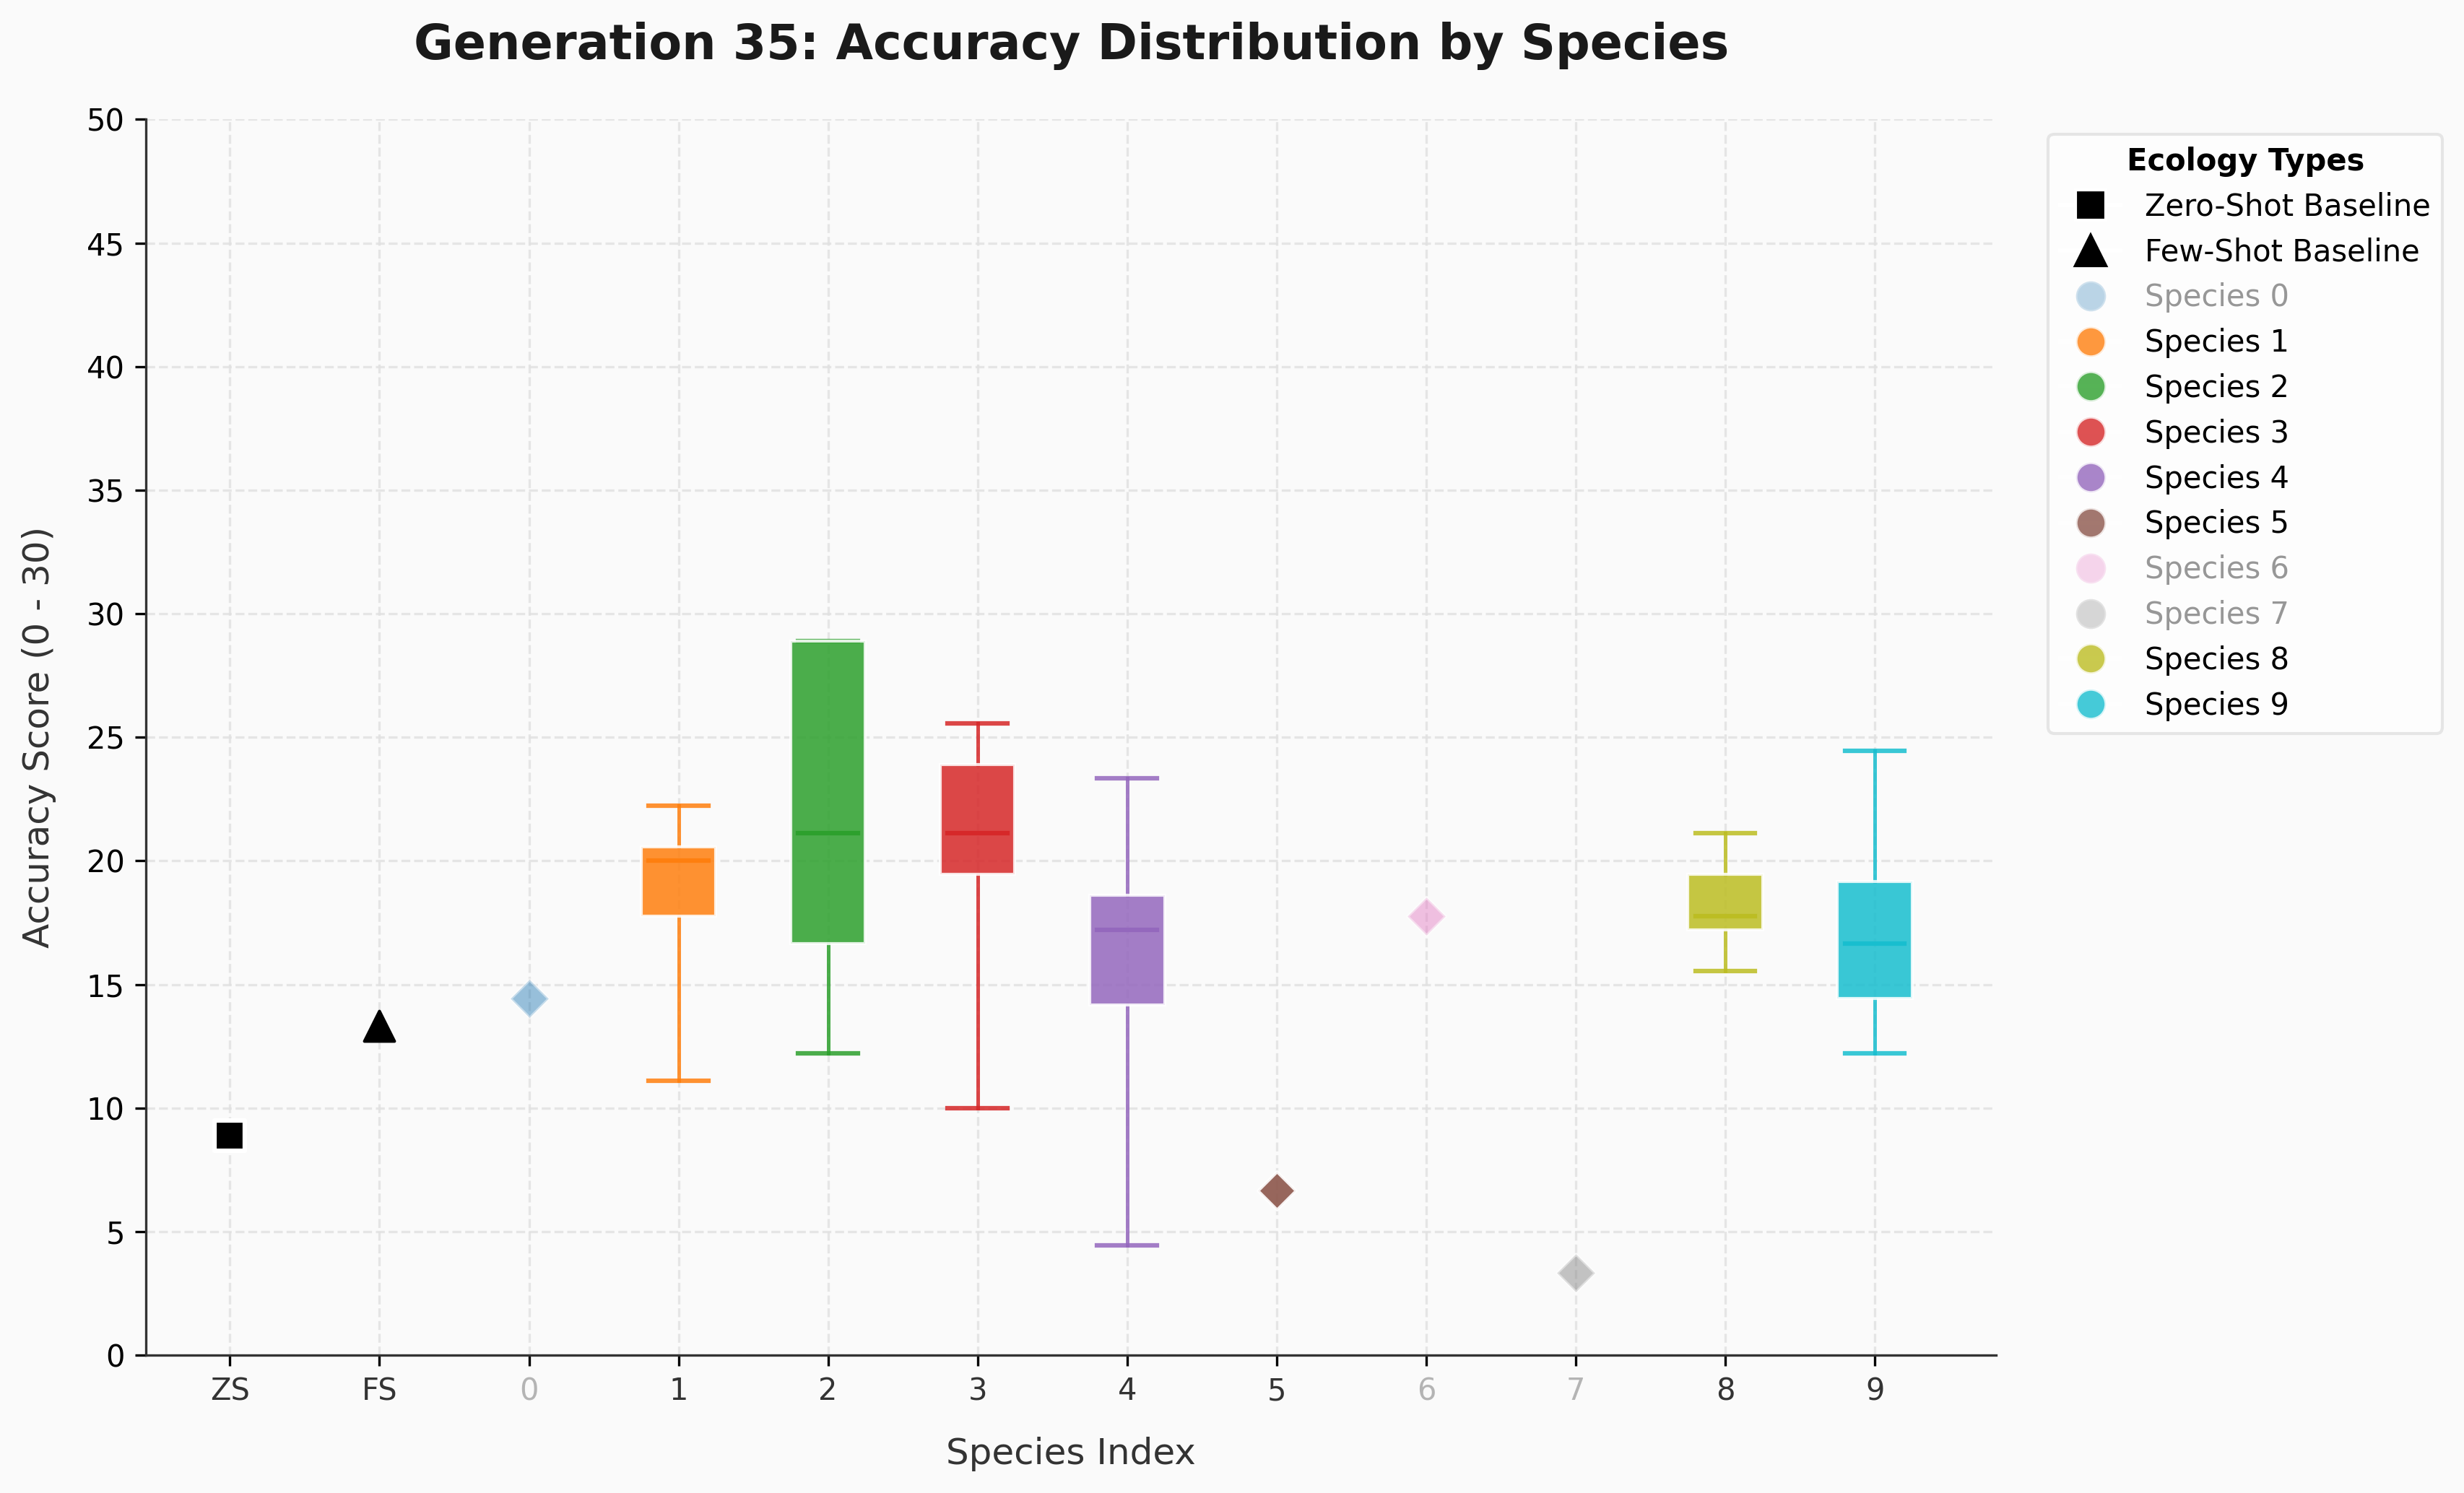 Generation 35: Accuracy Distribution by Species
50
45
40
35
30
25
20
15
10
5
0
Accuracy Score (0 - 30)
ZS FS 0 1 2 3 4 5 6 7 8 9
Species Index
Ecology Types
Zero-Shot Baseline
Few-Shot Baseline
Species 0
Species 1
Species 2
Species 3
Species 4
Species 5
Species 6
Species 7
Species 8
Species 9